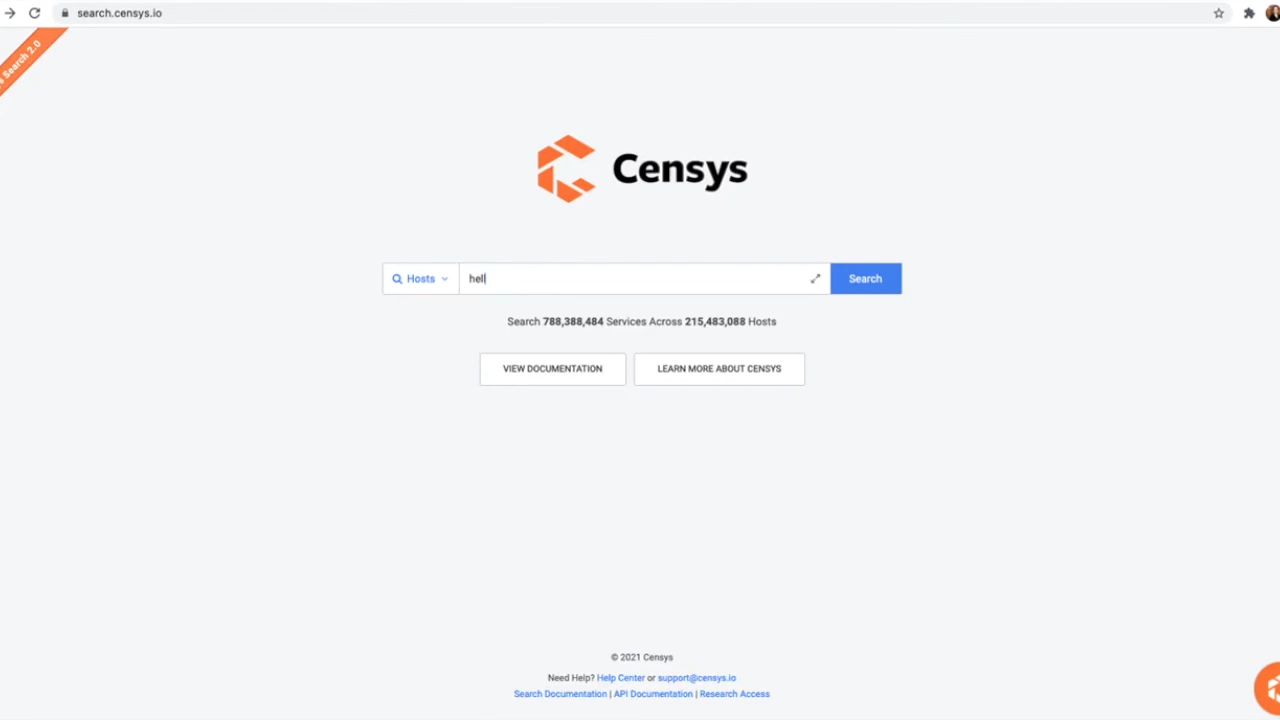 search.censys.io
Search 2.0
Censys
Hosts
hell
Search
Search 788,388,484 Services Across 215,483,088 Hosts
VIEW DOCUMENTATION
LEARN MORE ABOUT CENSYS
© 2021 Censys
Need Help? Help Center or support@censys.io
Search Documentation | API Documentation | Research Access